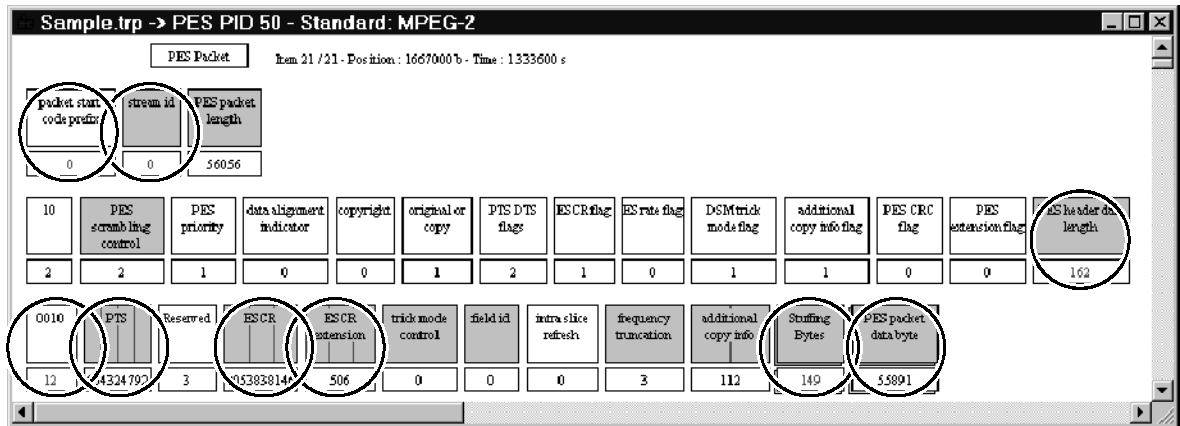 Sample.trp -> PES PID 50 - Standard: MPEG-2
PES Packet
Item 21 / 21 - Position : 1667000 b - Time : 1333600 s
packet start code prefix
stream id
PES packet length
0
0
56056
10
PES scrambling control
PES priority
data alignment indicator
copyright
original or copy
PTS DTS flags
ESCR flag
ES rate flag
DSM trick mode flag
additional copy info flag
PES CRC flag
PES extension flag
ES header da length
2
2
1
0
0
1
2
1
0
1
1
0
0
162
0010
PTS
Reserved
ESCR
ESCR extension
trick mode control
field id
intra slice refresh
frequency truncation
additional copy info
Stuffing Bytes
PES packet data byte
12
3
506
0
0
0
3
112
149
55891